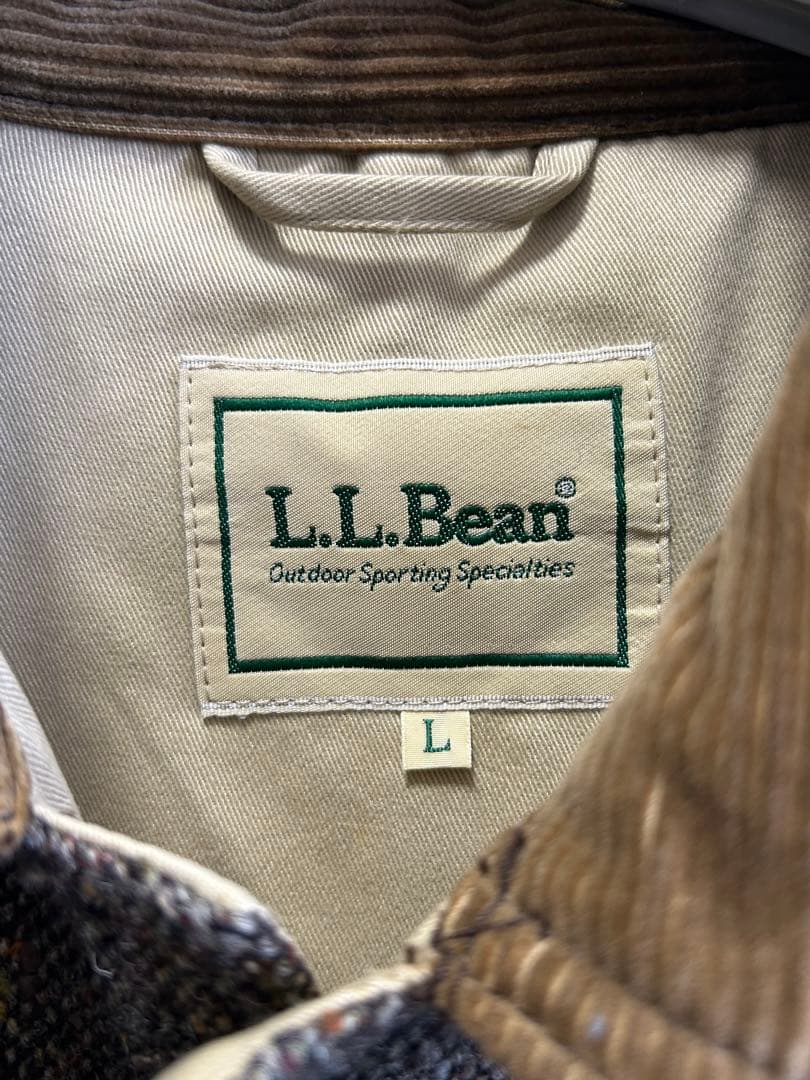 L.L.Bean®
Outdoor Sporting Specialties
L